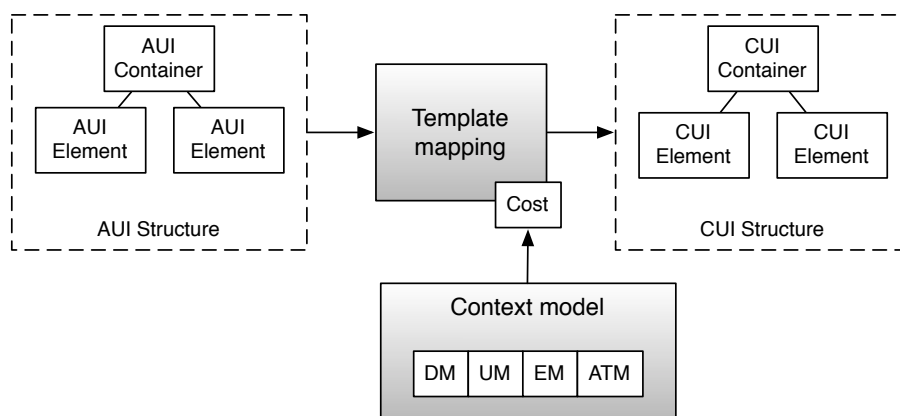 AUI
Container
AUI
Element
AUI
Element
AUI Structure
Template
mapping
Cost
CUI
Container
CUI
Element
CUI
Element
CUI Structure
Context model
DM UM EM ATM